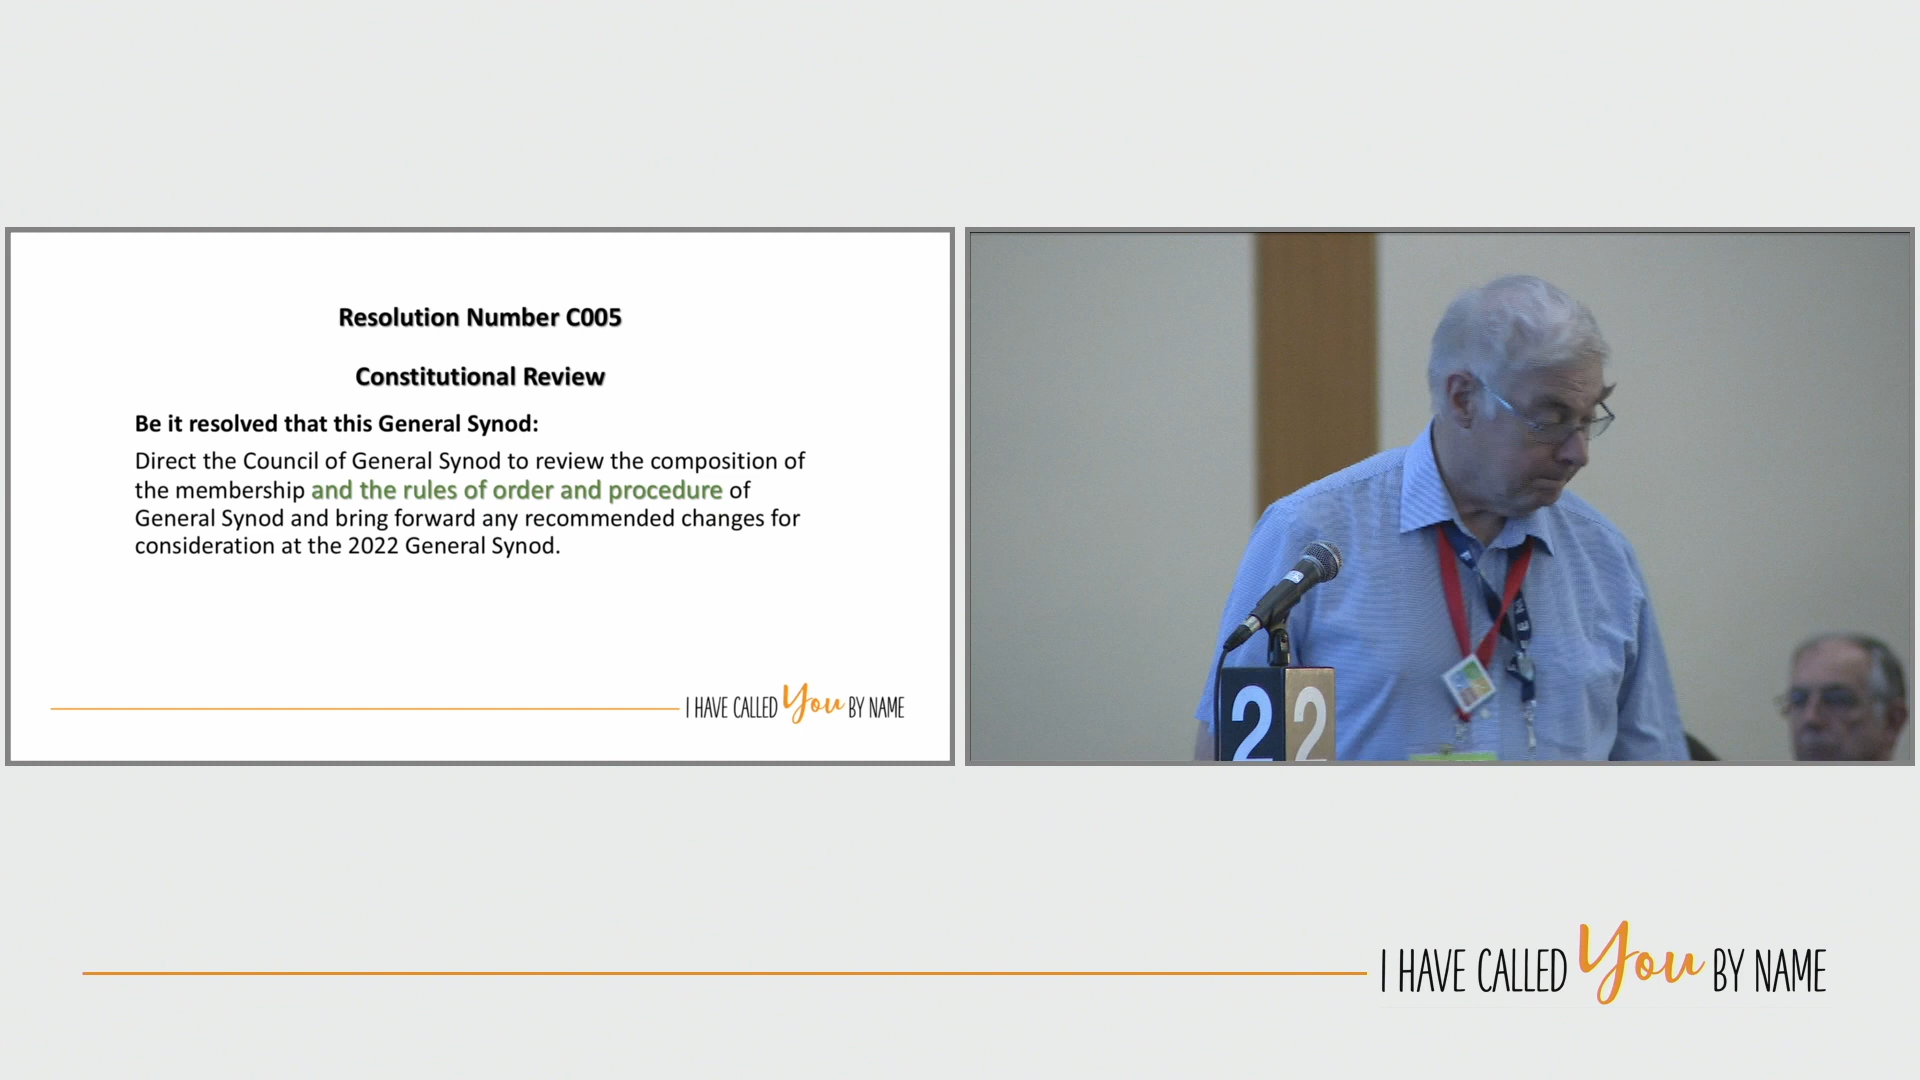 Resolution Number C005
Constitutional Review
Be it resolved that this General Synod:
Direct the Council of General Synod to review the composition of
the membership and the rules of order and procedure of
General Synod and bring forward any recommended changes for
consideration at the 2022 General Synod.
I HAVE CALLED You BY NAME
2 2
I HAVE CALLED You BY NAME